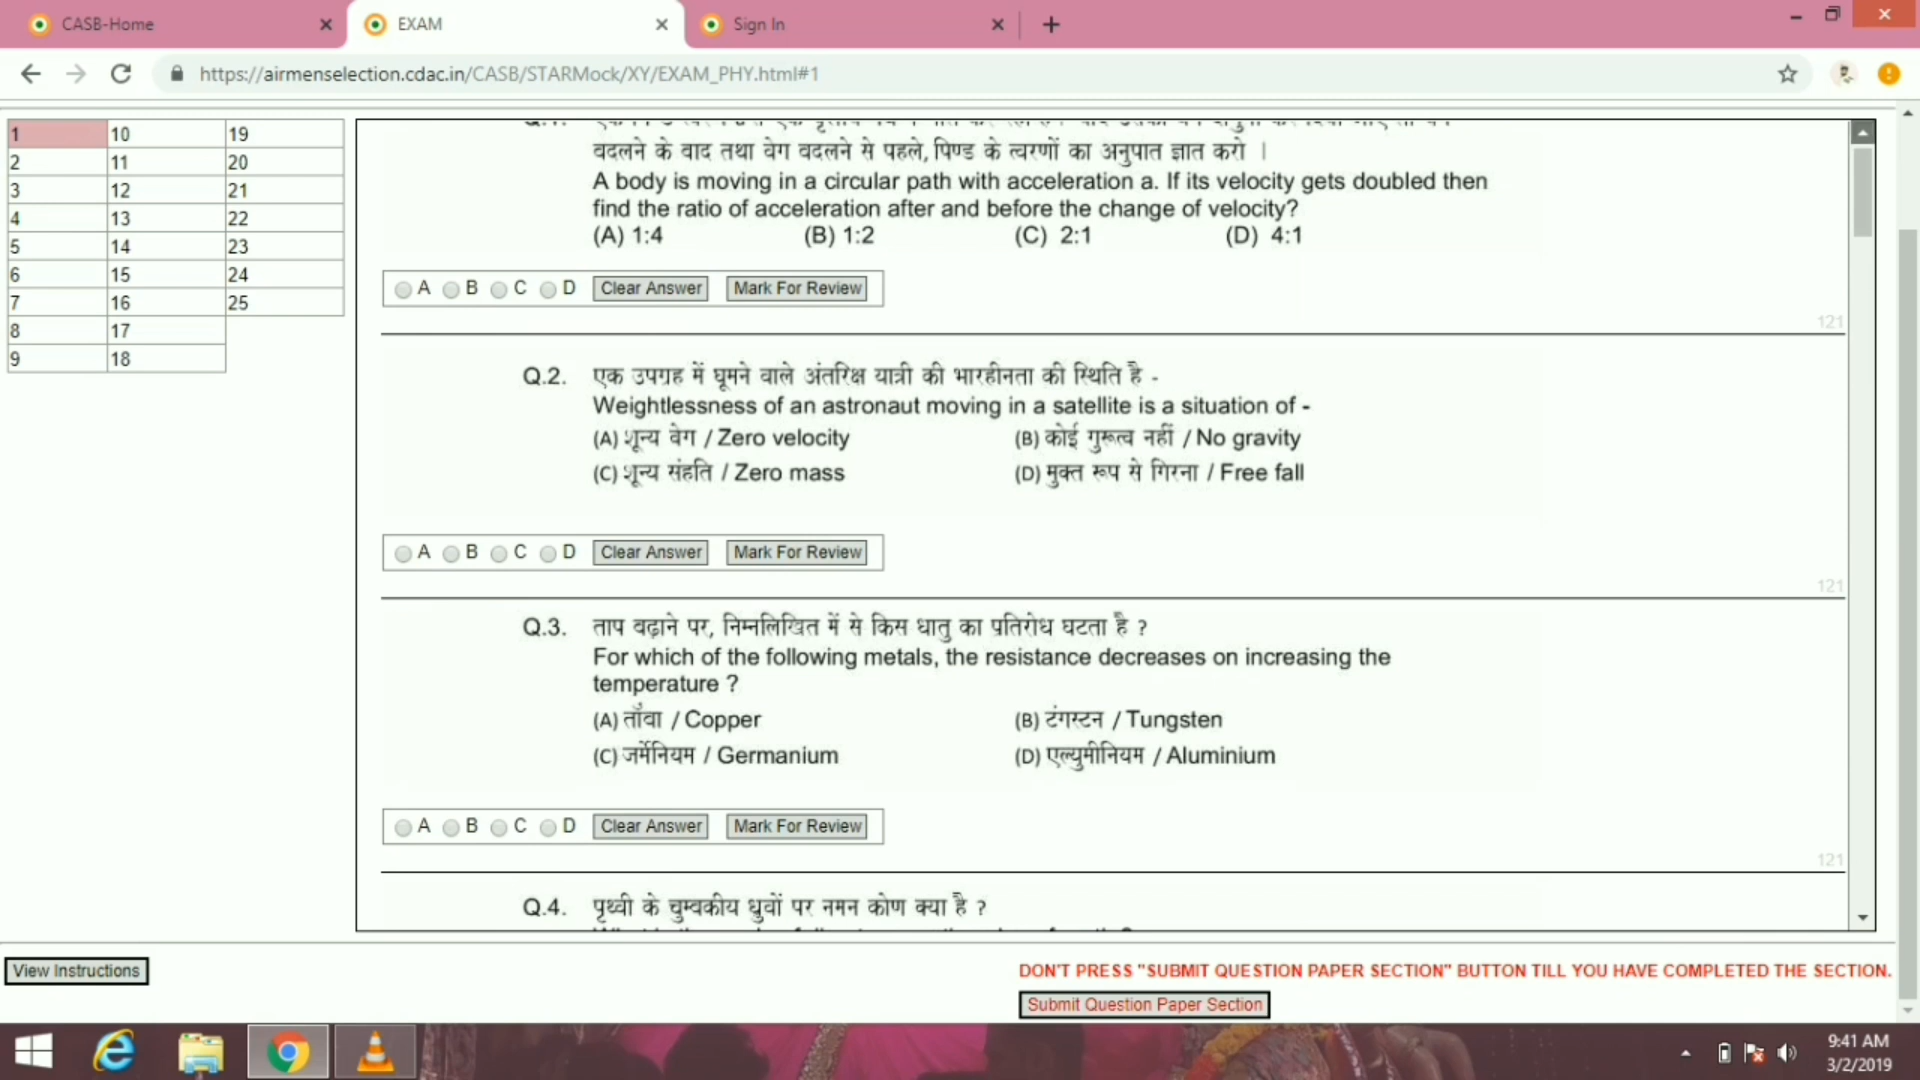 CASB-Home
EXAM
Sign In
https://airmenselection.cdac.in/CASB/STARMock/XY/EXAM_PHY.html#1
1 10 19
2 11 20
3 12 21
4 13 22
5 14 23
6 15 24
7 16 25
8 17
9 18
बदलने के बाद तथा वेग बदलने से पहले, पिण्ड के त्वरणों का अनुपात ज्ञात करो ।
A body is moving in a circular path with acceleration a. If its velocity gets doubled then
find the ratio of acceleration after and before the change of velocity?
(A) 1:4 (B) 1:2 (C) 2:1 (D) 4:1
A B C D Clear Answer Mark For Review
121
Q.2. एक उपग्रह में घूमने वाले अंतरिक्ष यात्री की भारहीनता की स्थिति है -
Weightlessness of an astronaut moving in a satellite is a situation of -
(A) शून्य वेग / Zero velocity (B) कोई गुरूत्व नहीं / No gravity
(C) शून्य संहति / Zero mass (D) मुक्त रूप से गिरना / Free fall
A B C D Clear Answer Mark For Review
121
Q.3. ताप बढ़ाने पर, निम्नलिखित में से किस धातु का प्रतिरोध घटता है ?
For which of the following metals, the resistance decreases on increasing the
temperature ?
(A) ताँबा / Copper (B) टंगस्टन / Tungsten
(C) जर्मेनियम / Germanium (D) एल्युमीनियम / Aluminium
A B C D Clear Answer Mark For Review
121
Q.4. पृथ्वी के चुम्बकीय ध्रुवों पर नमन कोण क्या है ?
View Instructions
DON'T PRESS "SUBMIT QUESTION PAPER SECTION" BUTTON TILL YOU HAVE COMPLETED THE SECTION.
Submit Question Paper Section
9:41 AM
3/2/2019